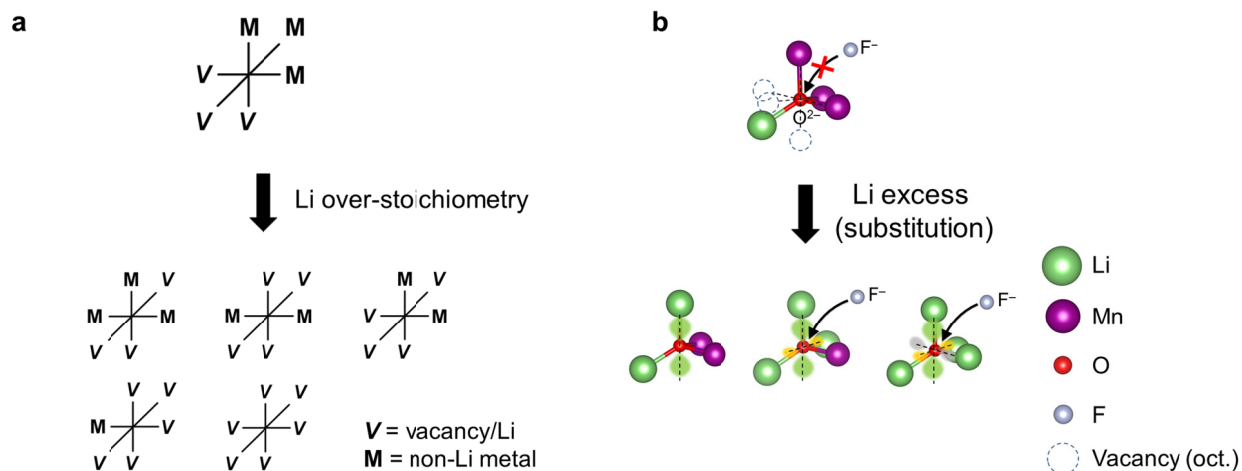 a
M M
V M
V V
Li over-stoichiometry
M V
M M
V V
V V
M M
V V
M V
V M
V V
V V
M V
V V
V V
V V
V V
V = vacancy/Li
M = non-Li metal
b
F⁻
O²⁻
Li excess
(substitution)
F⁻
F⁻
Li
Mn
O
F
Vacancy (oct.)